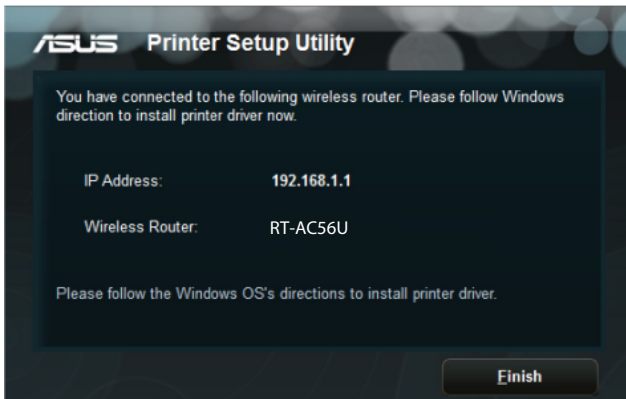 ASUS Printer Setup Utility
You have connected to the following wireless router. Please follow Windows
direction to install printer driver now.
IP Address: 192.168.1.1
Wireless Router: RT-AC56U
Please follow the Windows OS's directions to install printer driver.
Finish